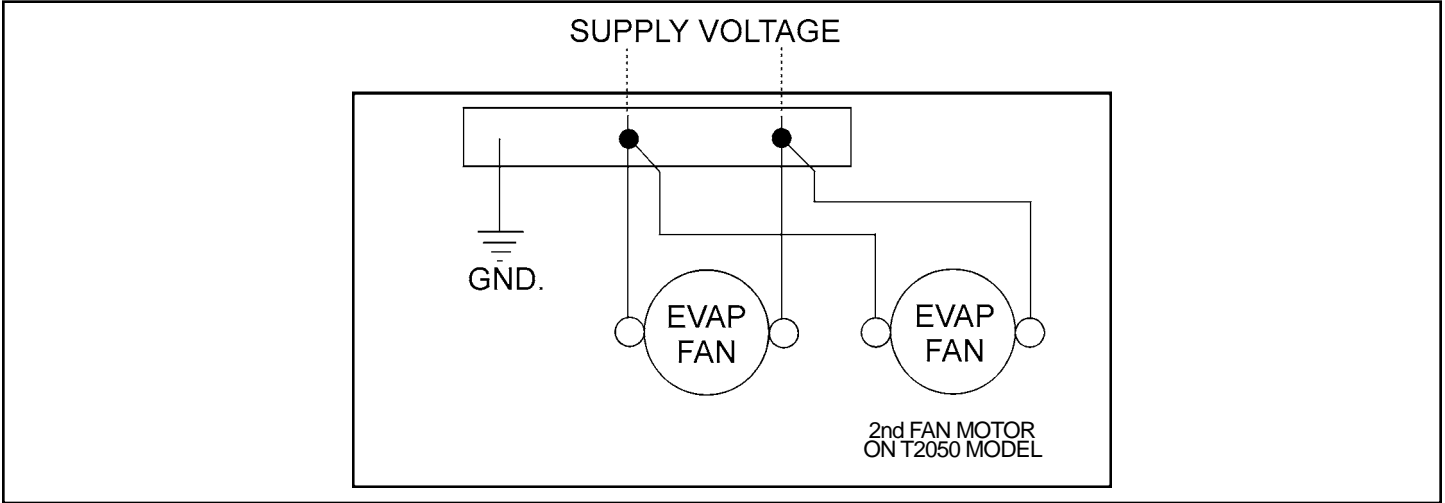 SUPPLY VOLTAGE
GND.
EVAP
FAN
EVAP
FAN
2nd FAN MOTOR
ON T2050 MODEL